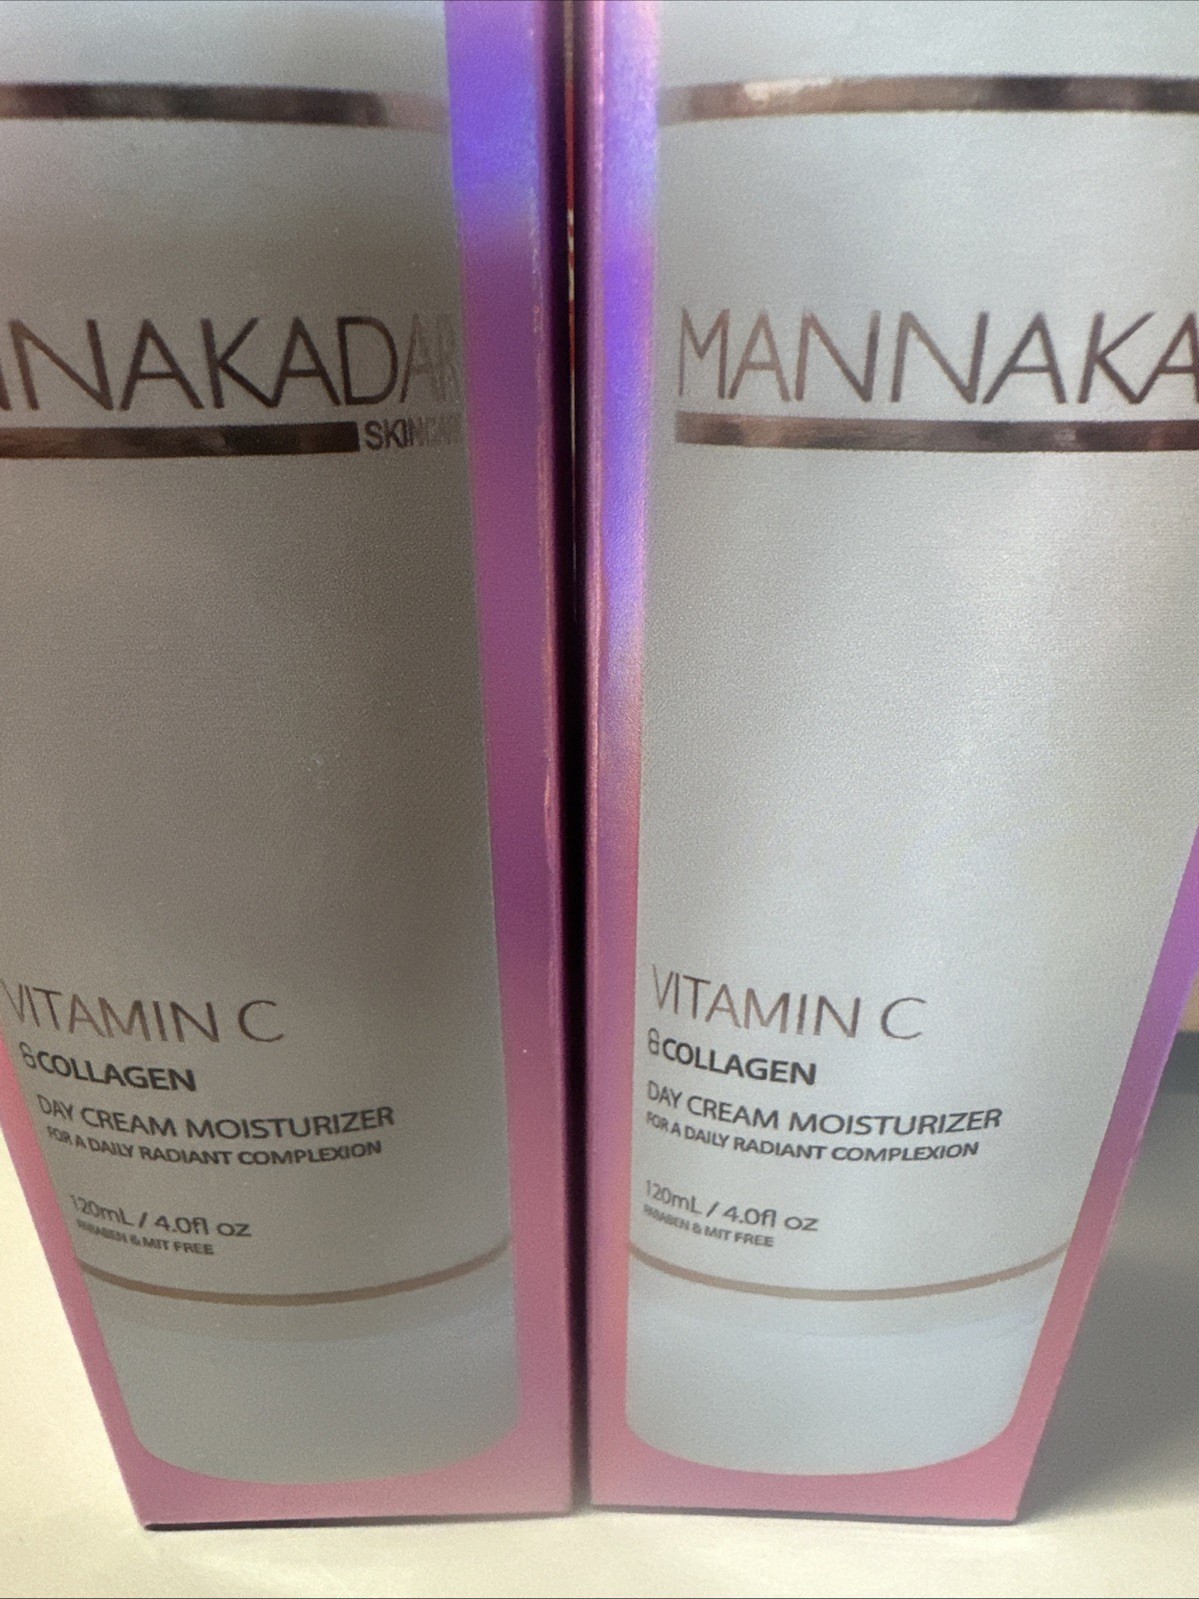 NNAKADAR
SKINCARE
VITAMIN C
&COLLAGEN
DAY CREAM MOISTURIZER
FOR A DAILY RADIANT COMPLEXION
120mL / 4.0fl oz
PARABEN & MIT FREE
MANNAKA
VITAMIN C
&COLLAGEN
DAY CREAM MOISTURIZER
FOR A DAILY RADIANT COMPLEXION
120mL / 4.0fl oz
PARABEN & MIT FREE